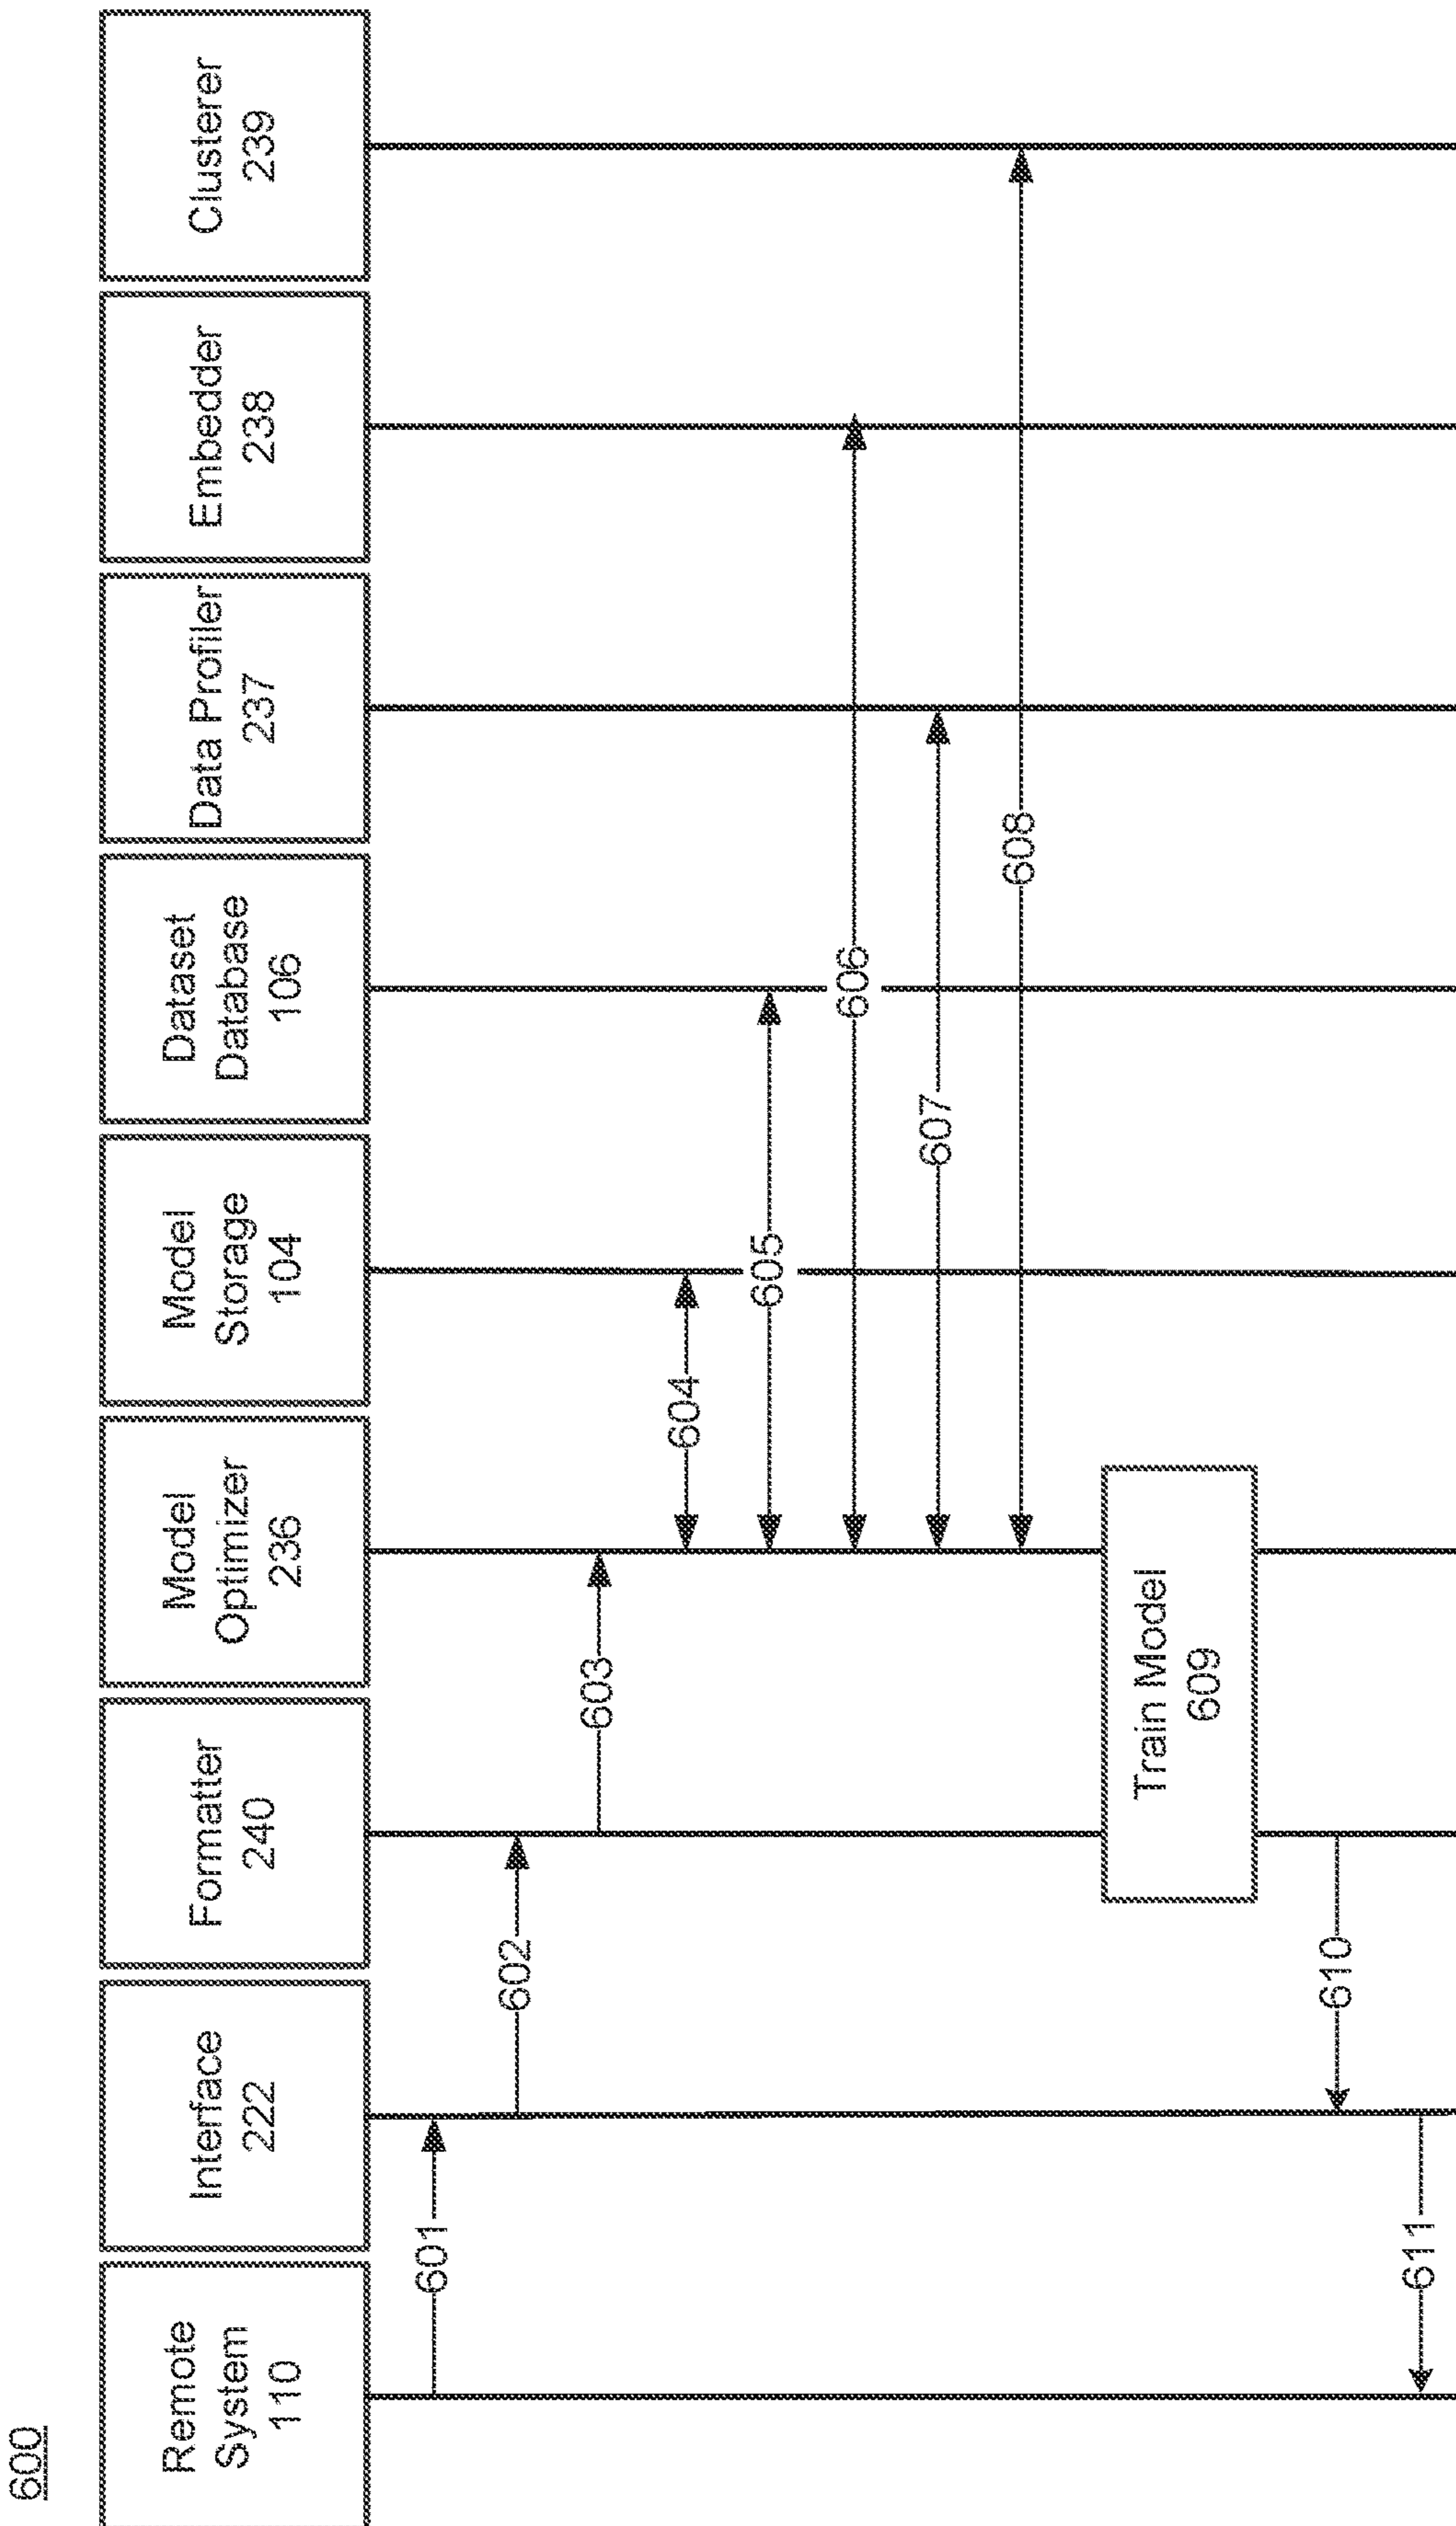 600
Remote
System
110
Interface
222
Formatter
240
Model
Optimizer
236
Model
Storage
104
Dataset
Database
106
Data Profiler
237
Embedder
238
Clusterer
239
601
602
603
604
605
606
607
608
Train Model
609
610
611